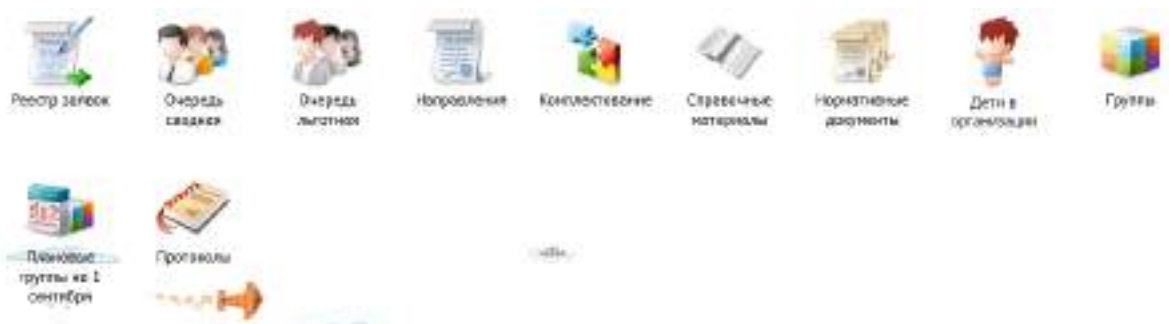 Реестр заявок
Очередь
сводная
Очередь
льготная
Направления
Комплектование
Справочные
материалы
Нормативные
документы
Дети в
организации
Группы
Плановые
группы на 1
сентября
Протоколы